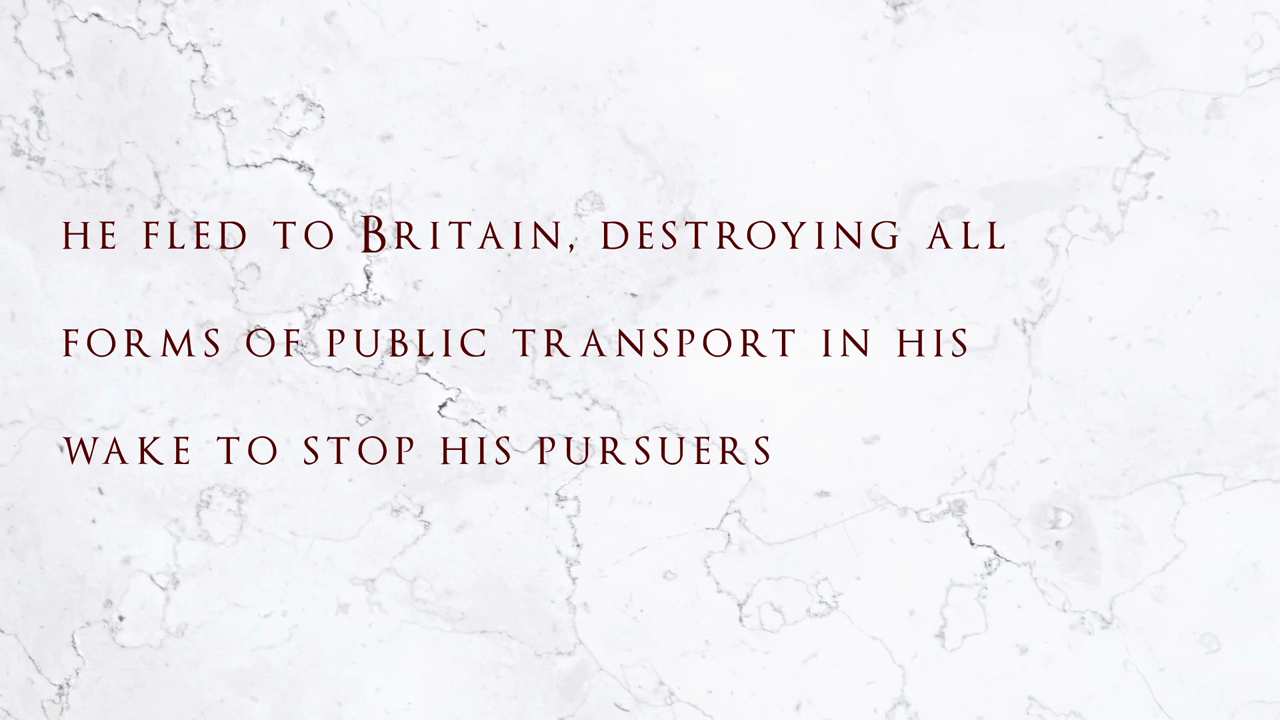 he fled to Britain, destroying all
forms of public transport in his
wake to stop his pursuers